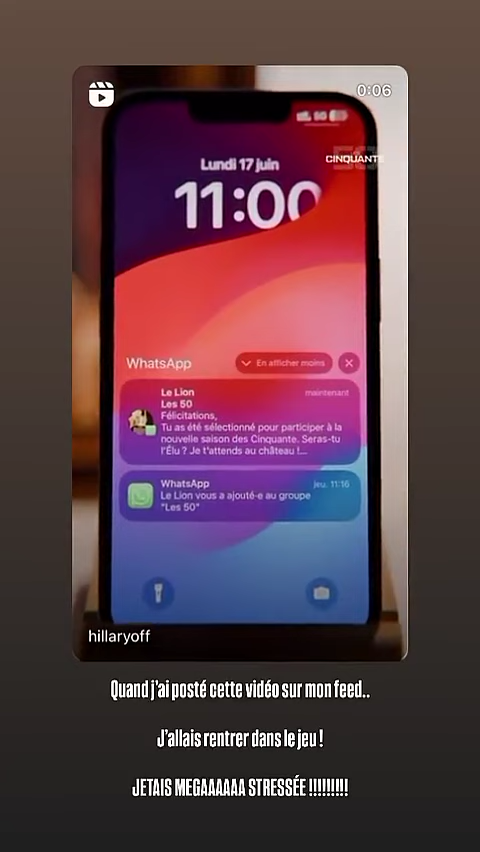 0:06
5G
Lundi 17 juin
CINQUANTE
11:00
WhatsApp
En afficher moins
Le Lion
maintenant
Les 50
Félicitations,
Tu as été sélectionné pour participer à la
nouvelle saison des Cinquante. Seras-tu
l'Élu ? Je t'attends au château !...
WhatsApp
jeu. 11:16
Le Lion vous a ajouté·e au groupe
"Les 50"
hillaryoff
Quand j'ai posté cette vidéo sur mon feed..
J'allais rentrer dans le jeu !
JETAIS MEGAAAAAA STRESSÉE !!!!!!!!!